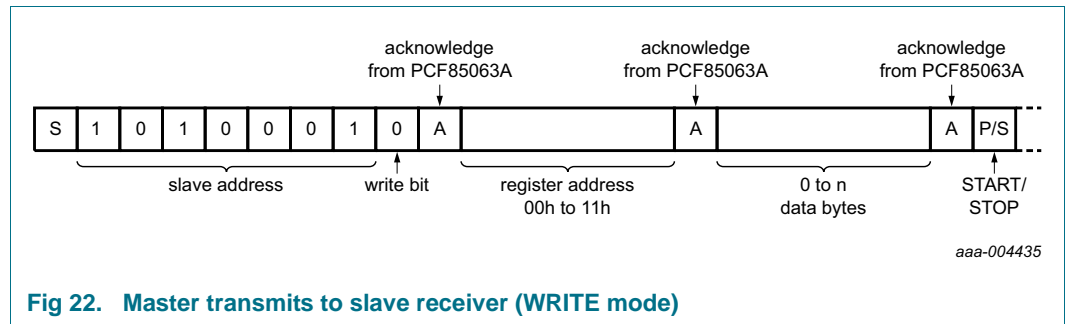 acknowledge
from PCF85063A
acknowledge
from PCF85063A
acknowledge
from PCF85063A
S 1 0 1 0 0 0 1 0 A A A P/S
slave address
write bit
register address
00h to 11h
0 to n
data bytes
START/
STOP
aaa-004435
Fig 22. Master transmits to slave receiver (WRITE mode)